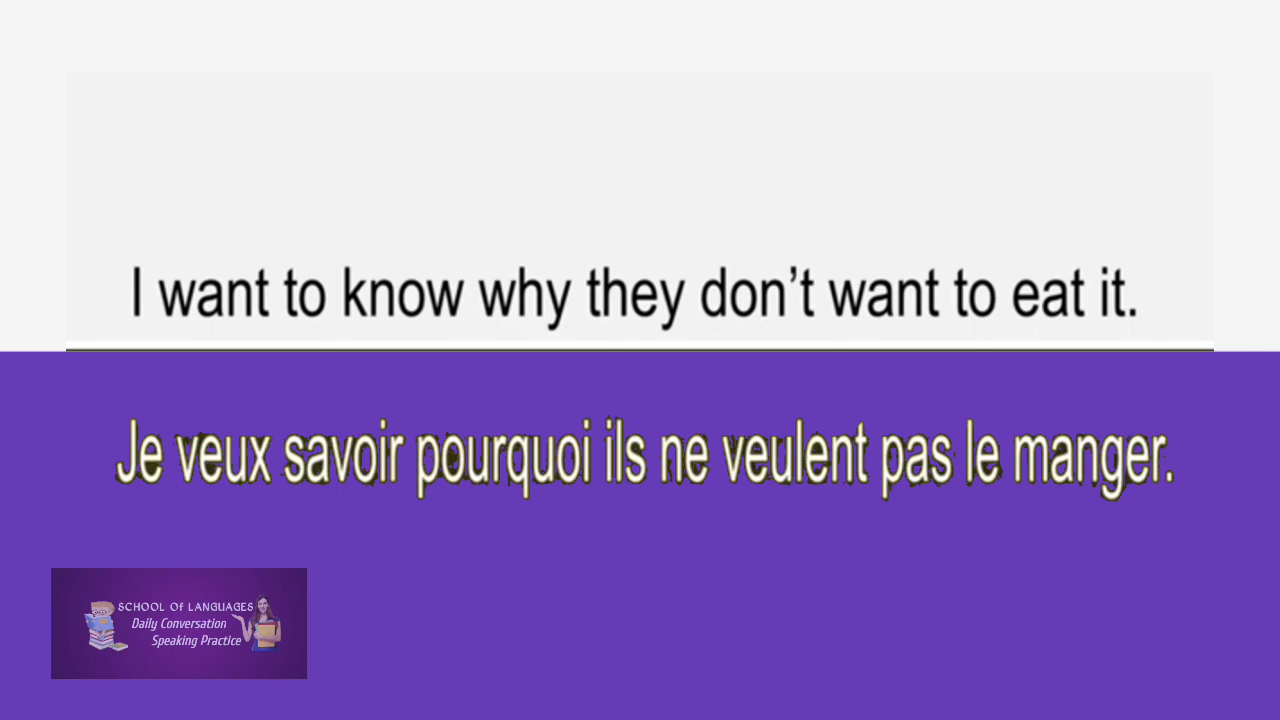 I want to know why they don’t want to eat it.
Je veux savoir pourquoi ils ne veulent pas le manger.
SCHOOL Of LANGUAGES
Daily Conversation
Speaking Practice